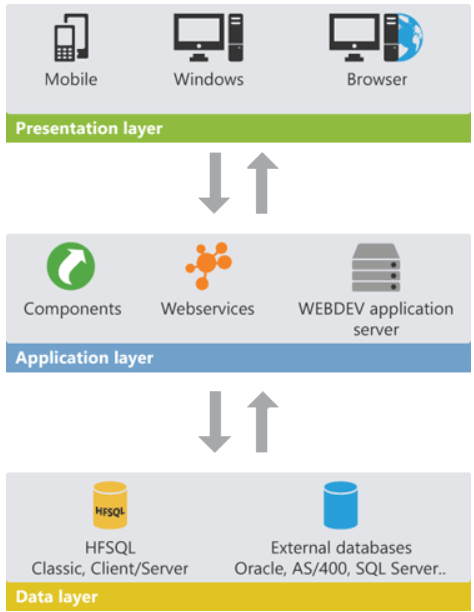 Mobile
Windows
Browser
Presentation layer
Components
Webservices
WEBDEV application
server
Application layer
HFSQL
HFSQL
Classic, Client/Server
External databases
Oracle, AS/400, SQL Server..
Data layer